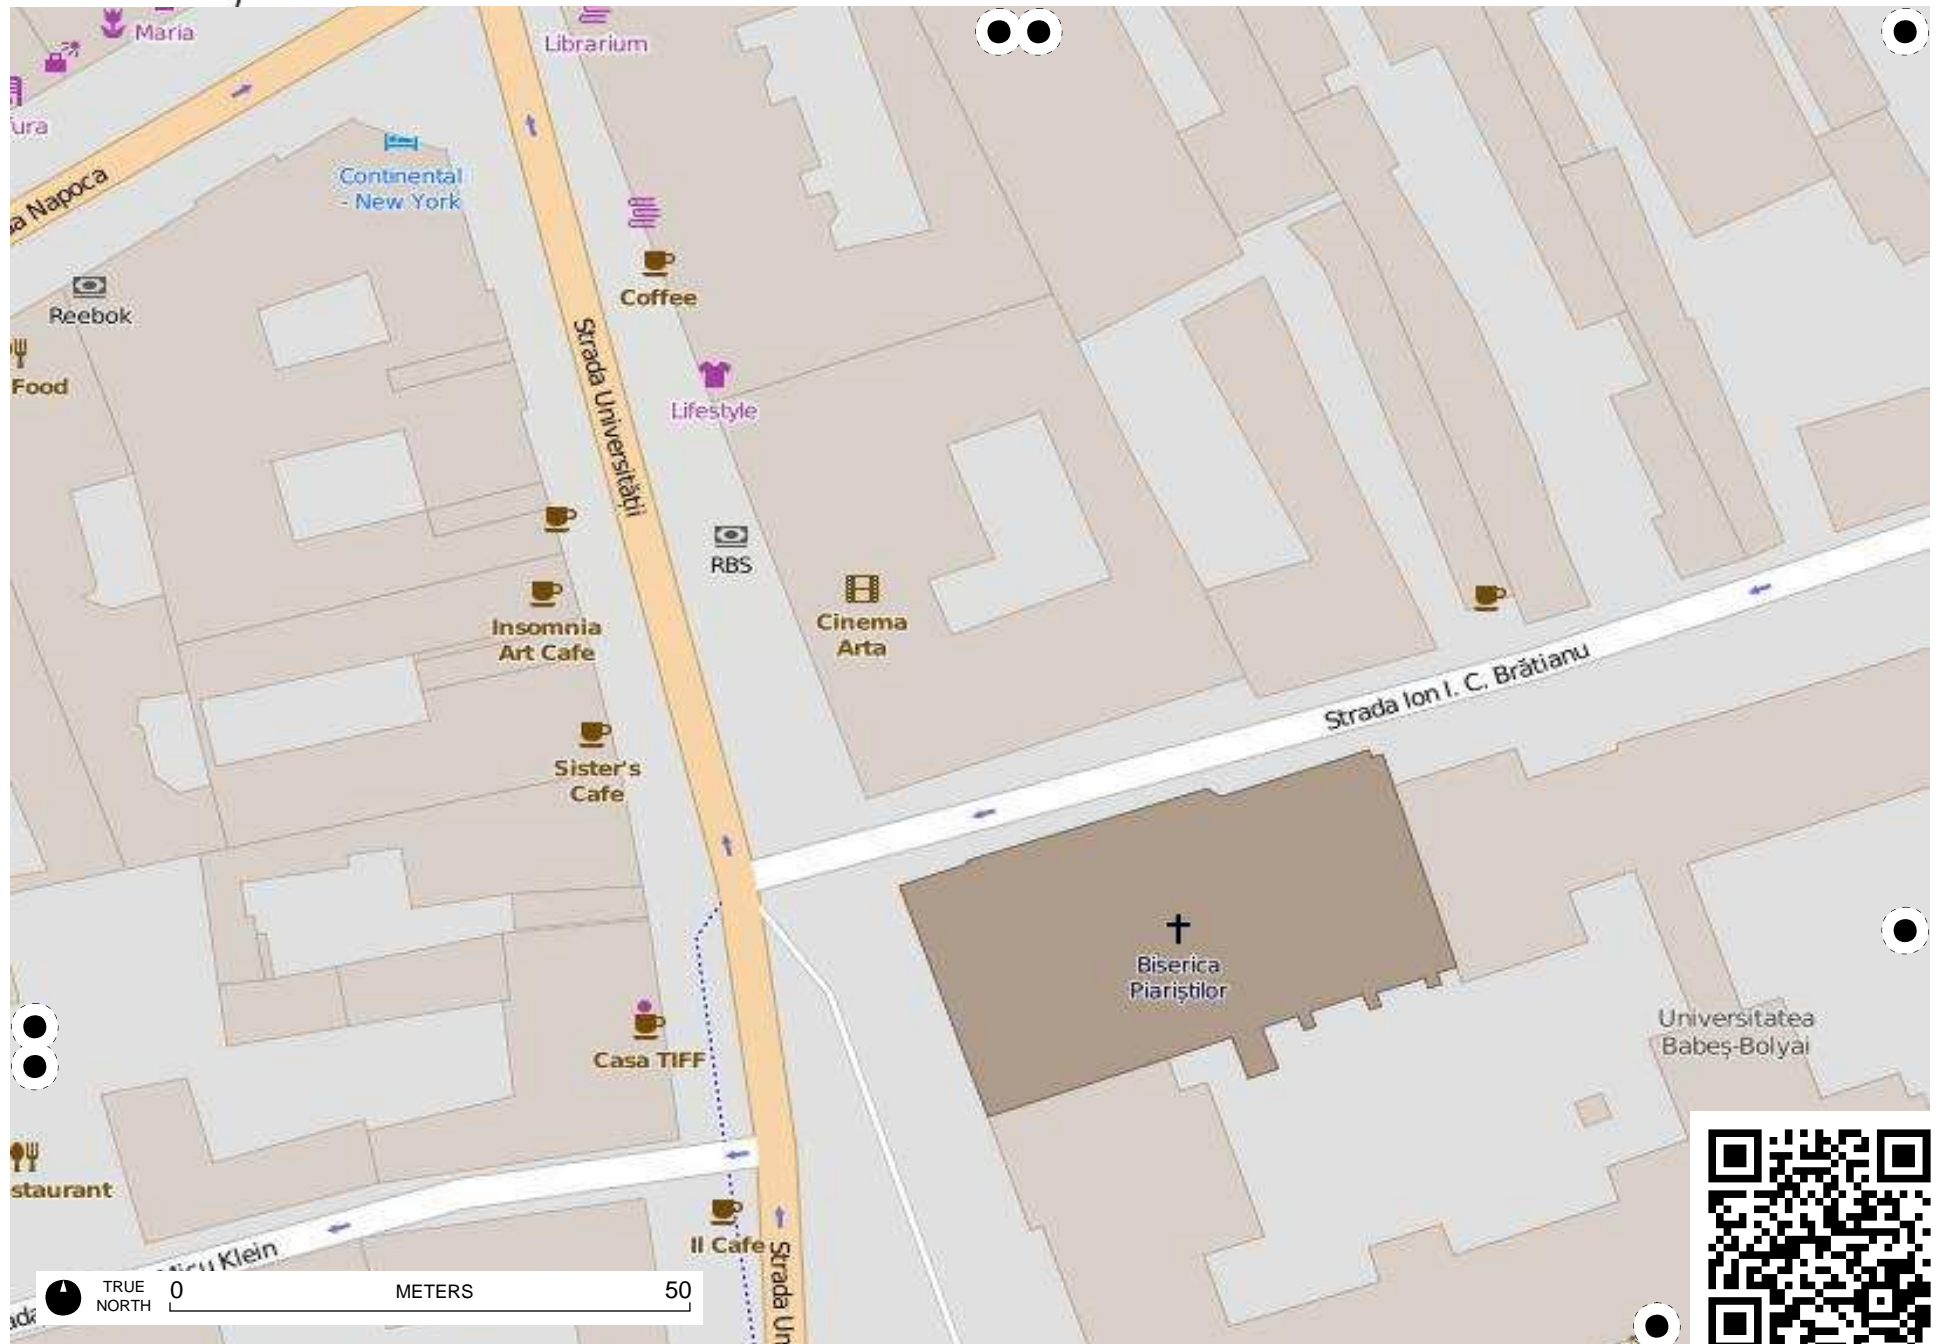 Maria
Librarium
Continental
- New York
Napoca
Reebok
Coffee
Food
Strada Universității
Lifestyle
RBS
Cinema
Arta
Insomnia
Art Cafe
Strada Ion I. C. Brătianu
Sister's
Cafe
Biserica
Piariștilor
Universitatea
Babeș-Bolyai
Casa TIFF
staurant
Il Cafe
Klein
Strada Un
TRUE
NORTH
0
METERS
50